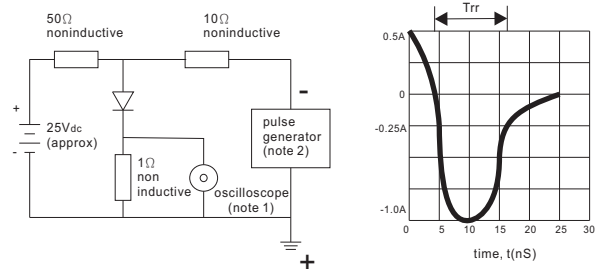 50Ω
noninductive
10Ω
noninductive
+
25Vdc
(approx)
-
1Ω
non
inductive
oscilloscope
(note 1)
-
pulse
generator
(note 2)
+
Trr
0.5A
0
-0.25A
-1.0A
0 5 10 15 20 25 30
time, t(nS)